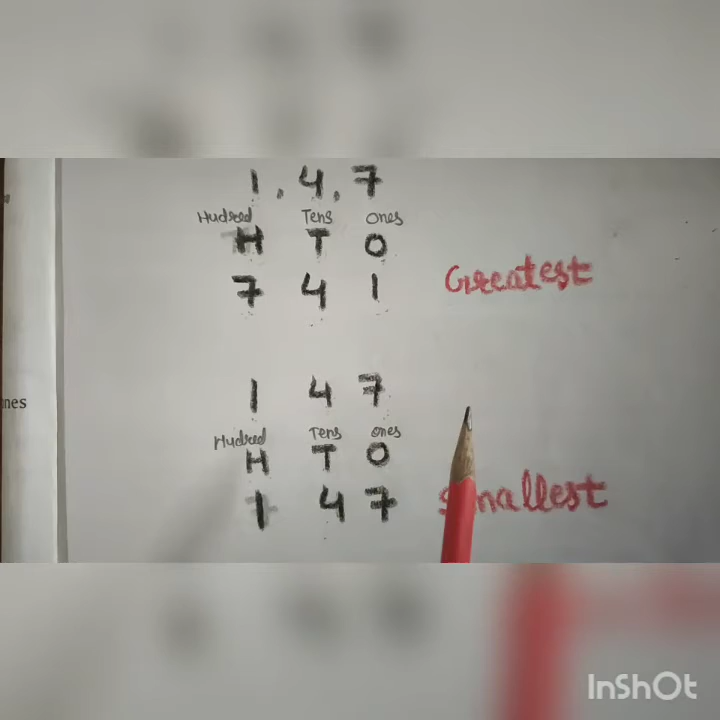 1, 4, 7
Hudred Tens Ones
H T O
7 4 1 Greatest
1 4 7
Hudred Tens ones
H T O
1 4 7 Smallest
nes
InShOt